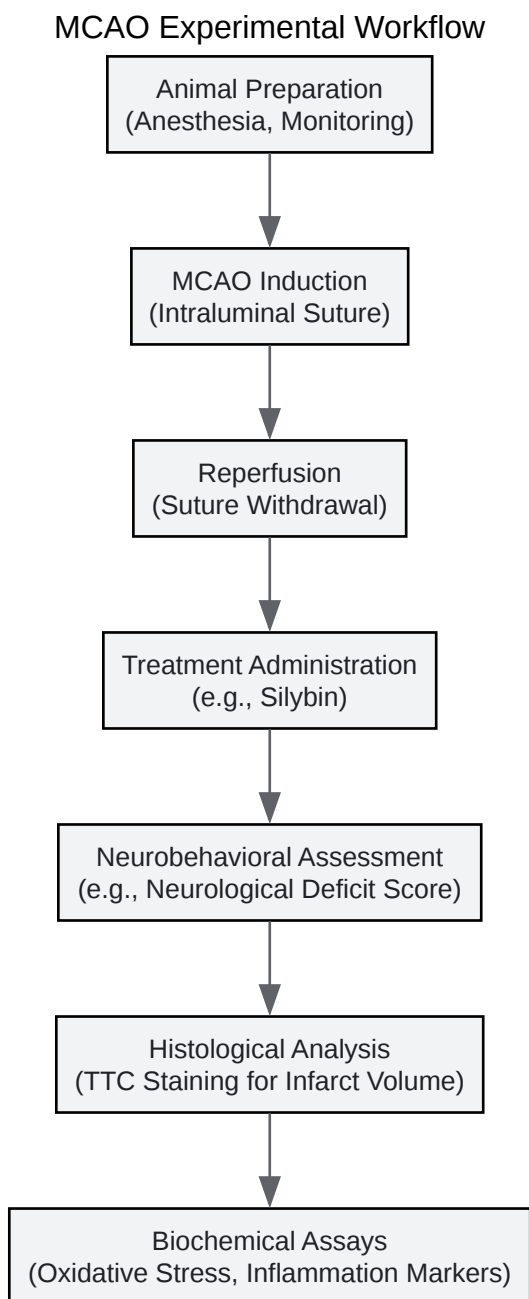 MCAO Experimental Workflow
Animal Preparation
(Anesthesia, Monitoring)
MCAO Induction
(Intraluminal Suture)
Reperfusion
(Suture Withdrawal)
Treatment Administration
(e.g., Silybin)
Neurobehavioral Assessment
(e.g., Neurological Deficit Score)
Histological Analysis
(TTC Staining for Infarct Volume)
Biochemical Assays
(Oxidative Stress, Inflammation Markers)